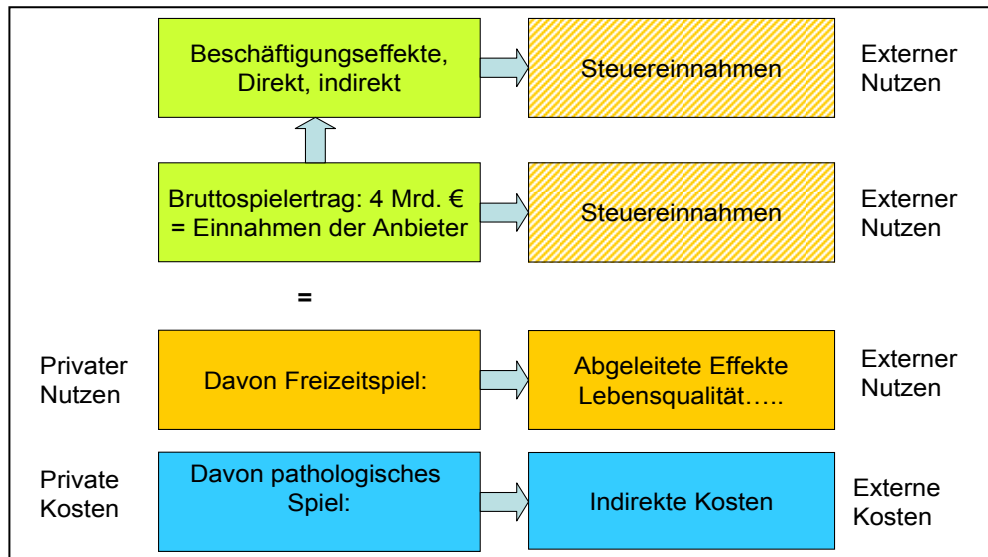 Beschäftigungseffekte,
Direkt, indirekt
Steuereinnahmen
Externer
Nutzen
Bruttospielertrag: 4 Mrd. €
= Einnahmen der Anbieter
Steuereinnahmen
Externer
Nutzen
=
Privater
Nutzen
Davon Freizeitspiel:
Abgeleitete Effekte
Lebensqualität…..
Externer
Nutzen
Private
Kosten
Davon pathologisches
Spiel:
Indirekte Kosten
Externe
Kosten